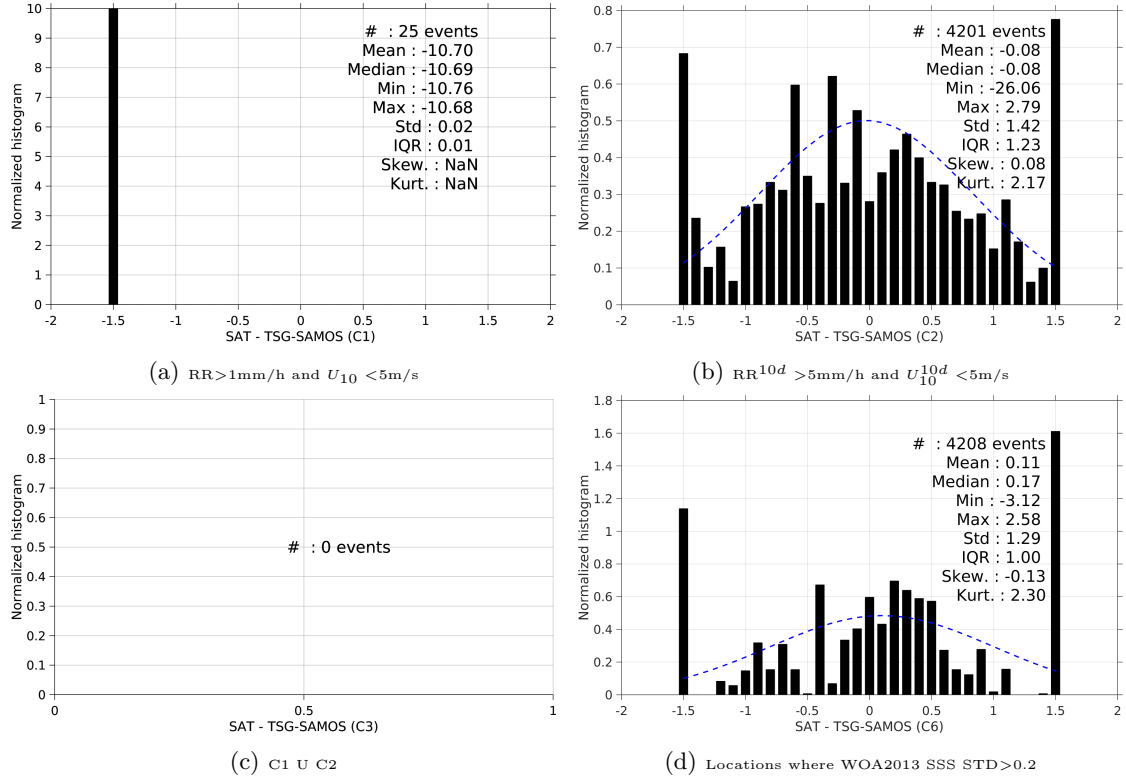 10
9
8
7
6
5
4
3
2
1
0
Normalized histogram
# : 25 events
Mean : -10.70
Median : -10.69
Min : -10.76
Max : -10.68
Std : 0.02
IQR : 0.01
Skew. : NaN
Kurt. : NaN
-2 -1.5 -1 -0.5 0 0.5 1 1.5 2
SAT - TSG-SAMOS (C1)
(a) RR>1mm/h and U10 <5m/s
0.8
0.7
0.6
0.5
0.4
0.3
0.2
0.1
0
Normalized histogram
# : 4201 events
Mean : -0.08
Median : -0.08
Min : -26.06
Max : 2.79
Std : 1.42
IQR : 1.23
Skew. : 0.08
Kurt. : 2.17
-2 -1.5 -1 -0.5 0 0.5 1 1.5 2
SAT - TSG-SAMOS (C2)
(b) RR10d >5mm/h and U10d10 <5m/s
1
0.9
0.8
0.7
0.6
0.5
0.4
0.3
0.2
0.1
0
Normalized histogram
# : 0 events
0 0.5 1
SAT - TSG-SAMOS (C3)
(c) C1 U C2
1.8
1.6
1.4
1.2
1
0.8
0.6
0.4
0.2
0
Normalized histogram
# : 4208 events
Mean : 0.11
Median : 0.17
Min : -3.12
Max : 2.58
Std : 1.29
IQR : 1.00
Skew. : -0.13
Kurt. : 2.30
-2 -1.5 -1 -0.5 0 0.5 1 1.5 2
SAT - TSG-SAMOS (C6)
(d) Locations where WOA2013 SSS STD>0.2